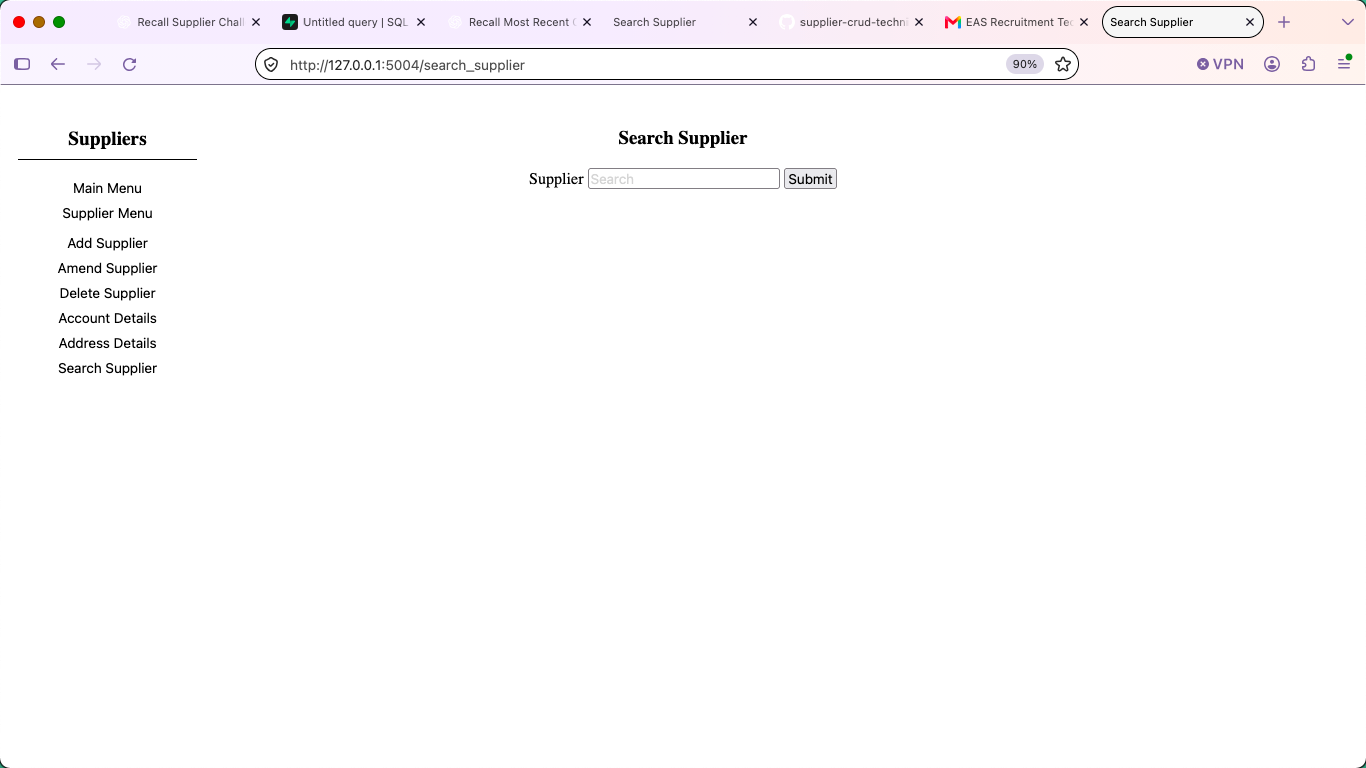 Recall Supplier Chall
Untitled query | SQL
Recall Most Recent
Search Supplier
supplier-crud-techni
EAS Recruitment Tec
Search Supplier
http://127.0.0.1:5004/search_supplier
90%
VPN
Suppliers
Main Menu
Supplier Menu
Add Supplier
Amend Supplier
Delete Supplier
Account Details
Address Details
Search Supplier
Search Supplier
Supplier Search Submit